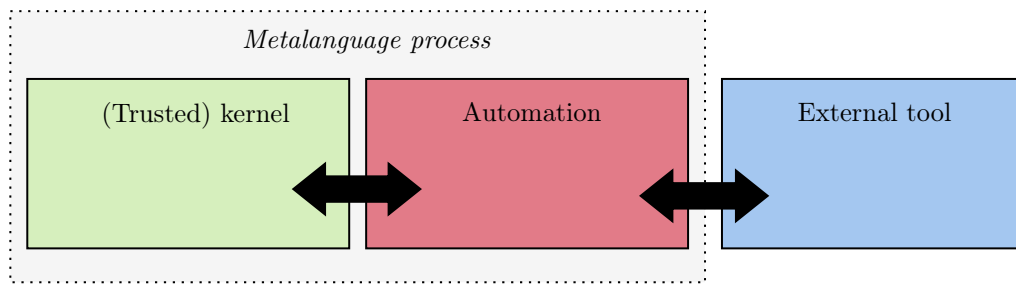 Metalanguage process
(Trusted) kernel
Automation
External tool